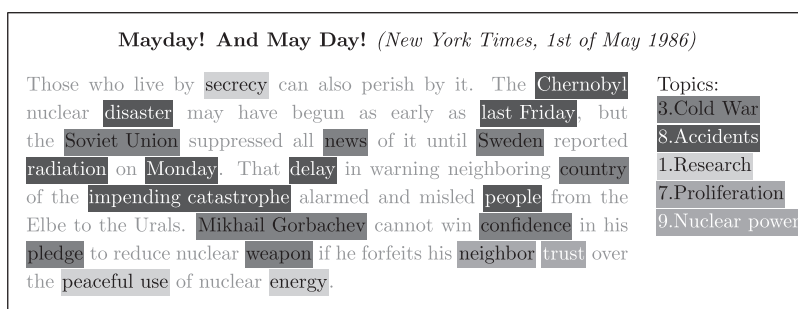 Mayday! And May Day! (New York Times, 1st of May 1986)
Those who live by secrecy can also perish by it. The Chernobyl
nuclear disaster may have begun as early as last Friday, but
the Soviet Union suppressed all news of it until Sweden reported
radiation on Monday. That delay in warning neighboring country
of the impending catastrophe alarmed and misled people from the
Elbe to the Urals. Mikhail Gorbachev cannot win confidence in his
pledge to reduce nuclear weapon if he forfeits his neighbor trust over
the peaceful use of nuclear energy.
Topics:
3.Cold War
8.Accidents
1.Research
7.Proliferation
9.Nuclear power